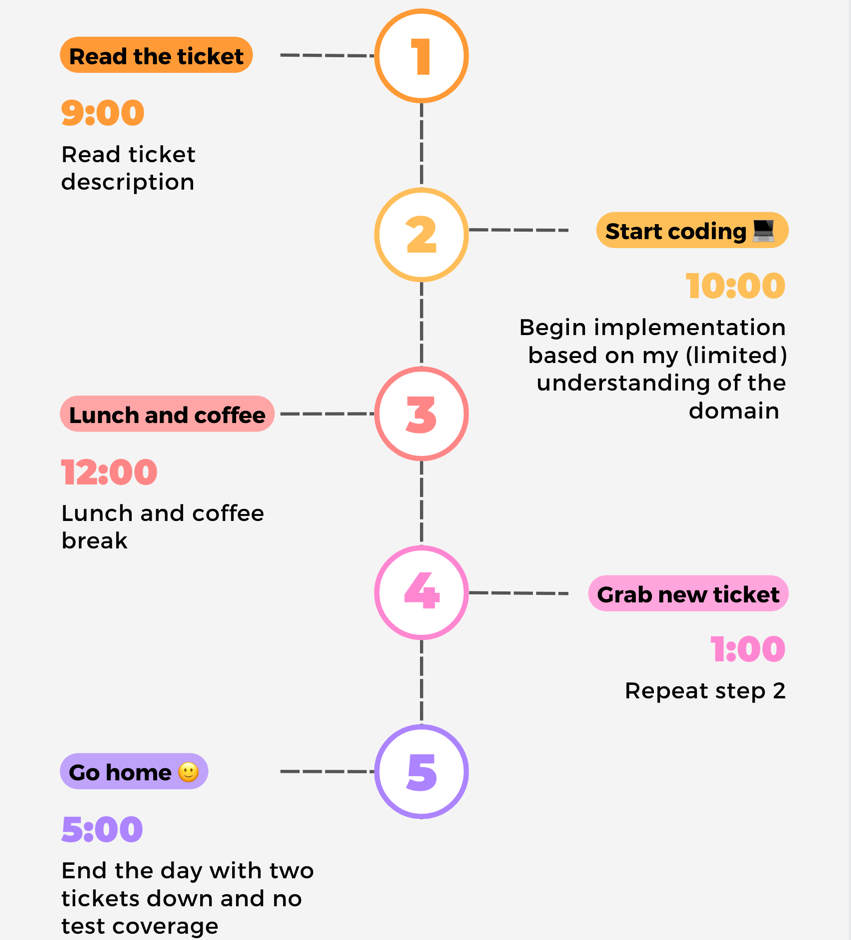 1
Read the ticket
9:00
Read ticket
description
2
Start coding 💻
10:00
Begin implementation
based on my (limited)
understanding of the
domain
3
Lunch and coffee
12:00
Lunch and coffee
break
4
Grab new ticket
1:00
Repeat step 2
5
Go home 🙂
5:00
End the day with two
tickets down and no
test coverage